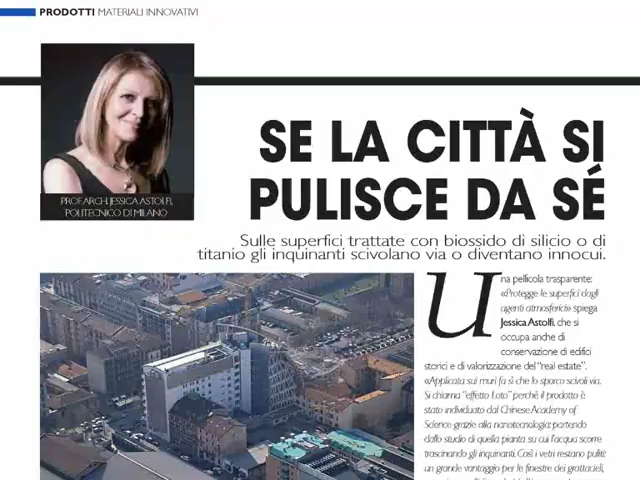 PRODOTTI MATERIALI INNOVATIVI
PROF. ARCH. JESSICA ASTOLFI,
POLITECNICO DI MILANO
SE LA CITTÀ SI
PULISCE DA SÉ
Sulle superfici trattate con biossido di silicio o di
titanio gli inquinanti scivolano via o diventano innocui.
Una pellicola trasparente:
«Protegge le superfici dagli
agenti atmosferici» spiega
Jessica Astolfi, che si
occupa anche di
conservazione di edifici
storici e di valorizzazione del "real estate".
«Applicata sui muri fa sì che lo sporco scivoli via.
Si chiama "effetto Loto" perché il prodotto è
stato individuato dal Chinese Academy of
Science grazie alla nanotecnologia: partendo
dallo studio di quella pianta su cui l'acqua scorre
trascinando gli inquinanti. Così i vetri restano puliti:
un grande vantaggio per le finestre dei grattacieli,